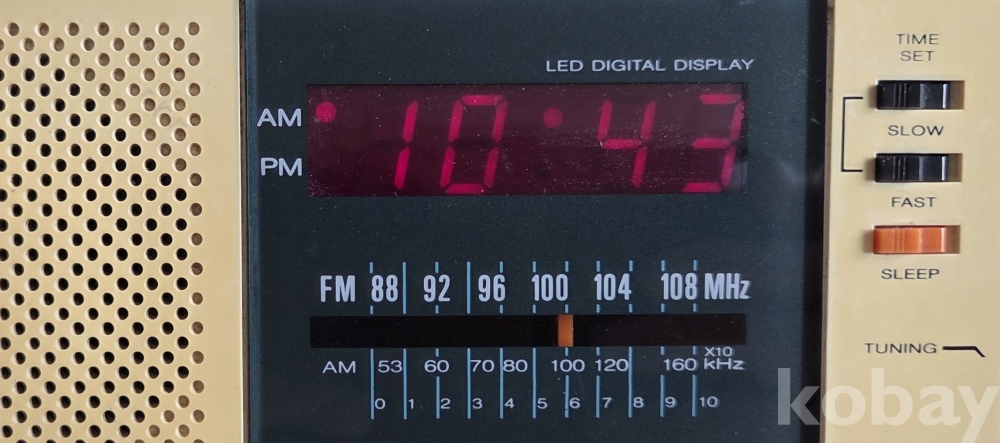 LED DIGITAL DISPLAY
AM
PM
10 43
TIME
SET
SLOW
FAST
SLEEP
FM 88 92 96 100 104 108 MHz
AM 53 60 70 80 100 120 160 X10 kHz
0 1 2 3 4 5 6 7 8 9 10
TUNING
kobay